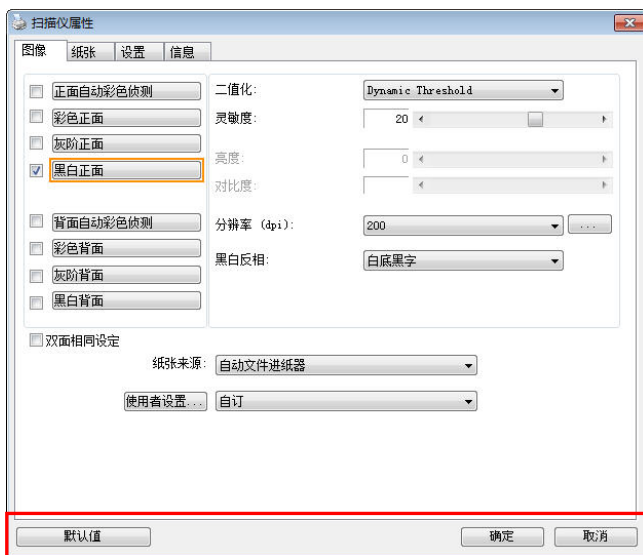 扫描仪属性
图像 纸张 设置 信息
正面自动彩色侦测 二值化: Dynamic Threshold
彩色正面 灵敏度: 20
灰阶正面
黑白正面 亮度: 0
对比度:
背面自动彩色侦测 分辨率 (dpi): 200 ...
彩色背面 黑白反相: 白底黑字
灰阶背面
黑白背面
双面相同设定
纸张来源: 自动文件进纸器
使用者设置... 自订
默认值 确定 取消